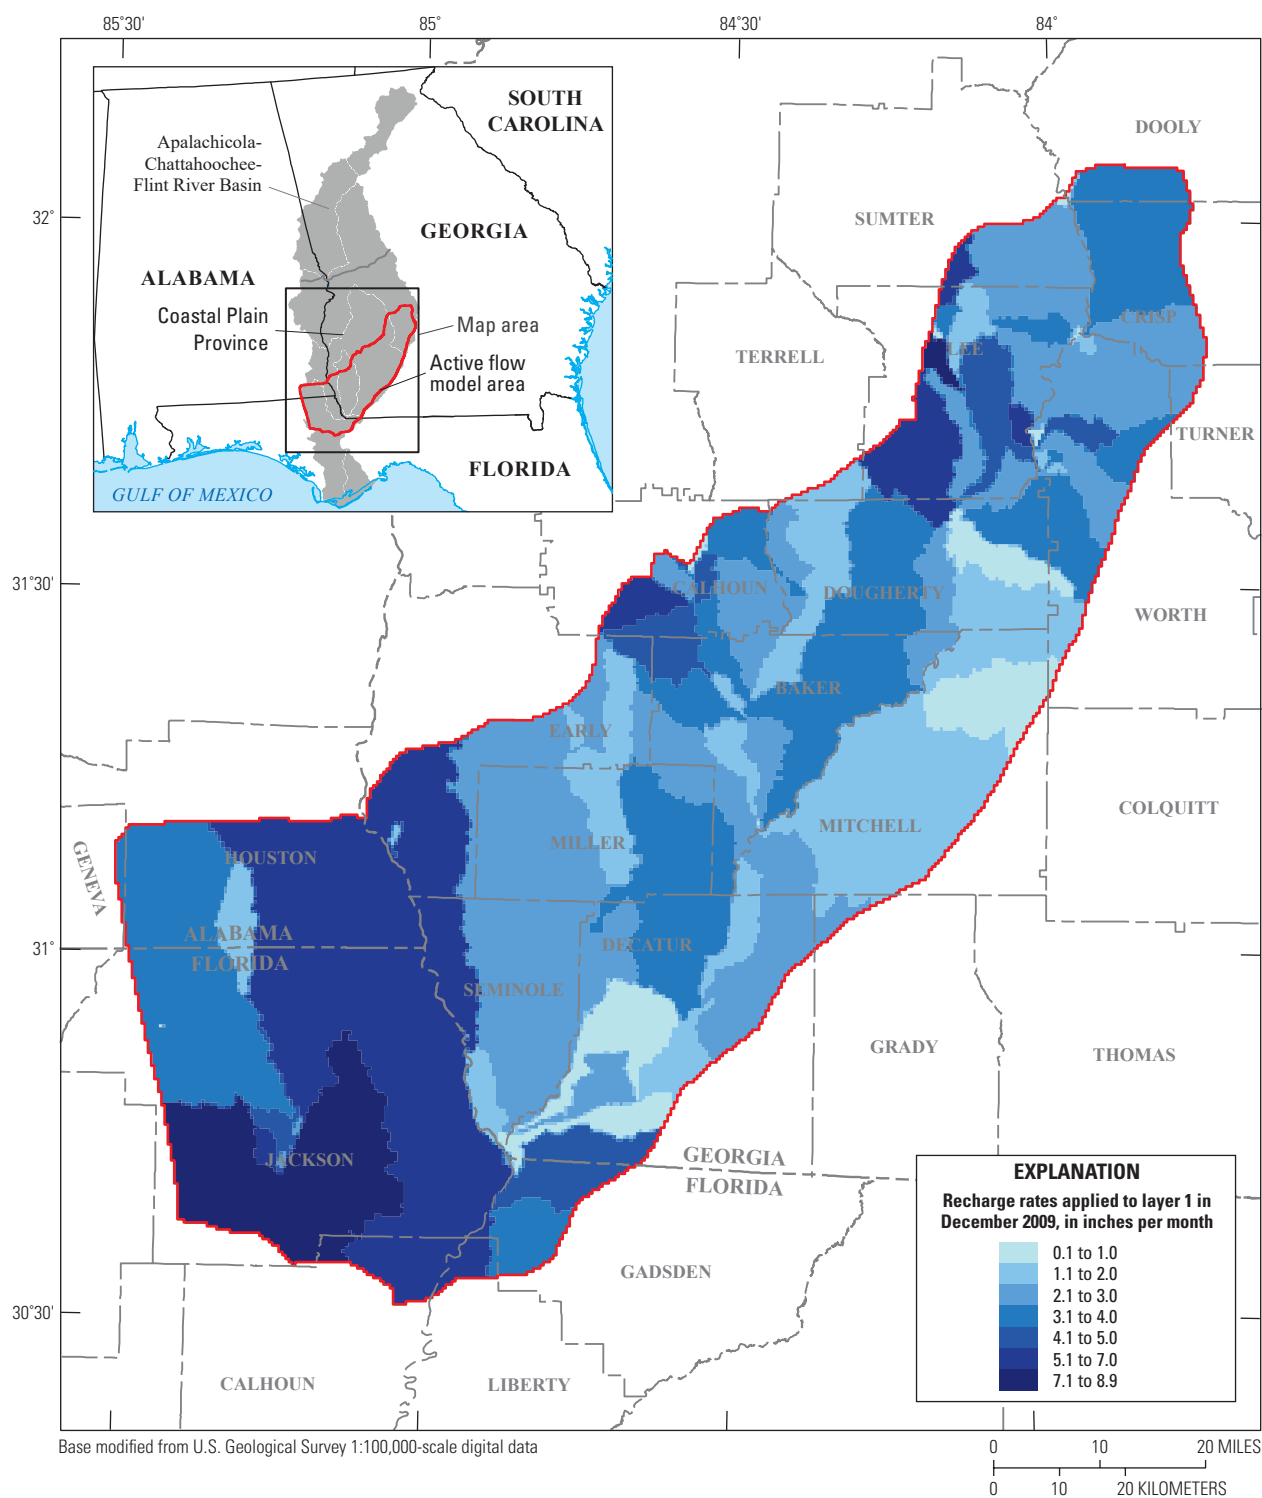 85°30'
85°
84°30'
84°
32°
31°30'
31°
30°30'
SOUTH
CAROLINA
Apalachicola-
Chattahoochee-
Flint River Basin
GEORGIA
ALABAMA
Coastal Plain
Province
Map area
Active flow
model area
FLORIDA
GULF OF MEXICO
DOOLY
SUMTER
CRISP
LEE
TERRELL
TURNER
CALHOUN
DOUGHERTY
WORTH
BAKER
EARLY
COLQUITT
MITCHELL
MILLER
GENEVA
HOUSTON
ALABAMA
FLORIDA
DECATUR
SEMINOLE
GRADY
THOMAS
JACKSON
GEORGIA
FLORIDA
GADSDEN
CALHOUN
LIBERTY
EXPLANATION
Recharge rates applied to layer 1 in
December 2009, in inches per month
0.1 to 1.0
1.1 to 2.0
2.1 to 3.0
3.1 to 4.0
4.1 to 5.0
5.1 to 7.0
7.1 to 8.9
Base modified from U.S. Geological Survey 1:100,000-scale digital data
0 10 20 MILES
0 10 20 KILOMETERS